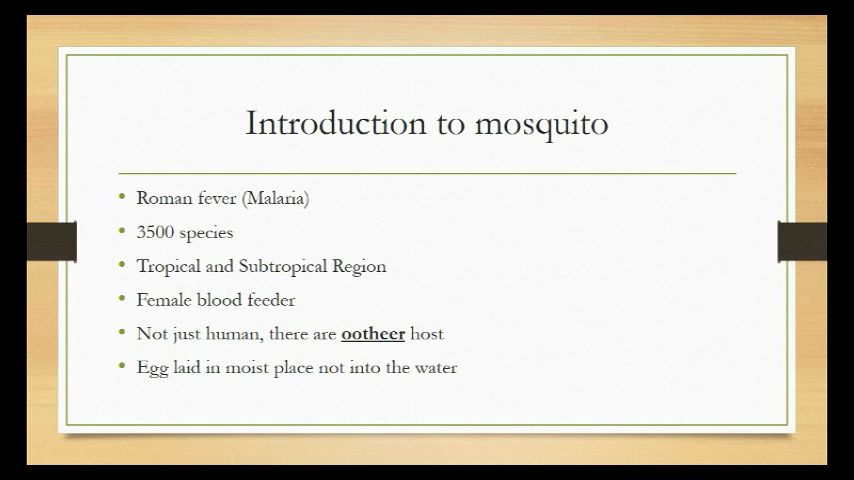 Introduction to mosquito
• Roman fever (Malaria)
• 3500 species
• Tropical and Subtropical Region
• Female blood feeder
• Not just human, there are ootheer host
• Egg laid in moist place not into the water